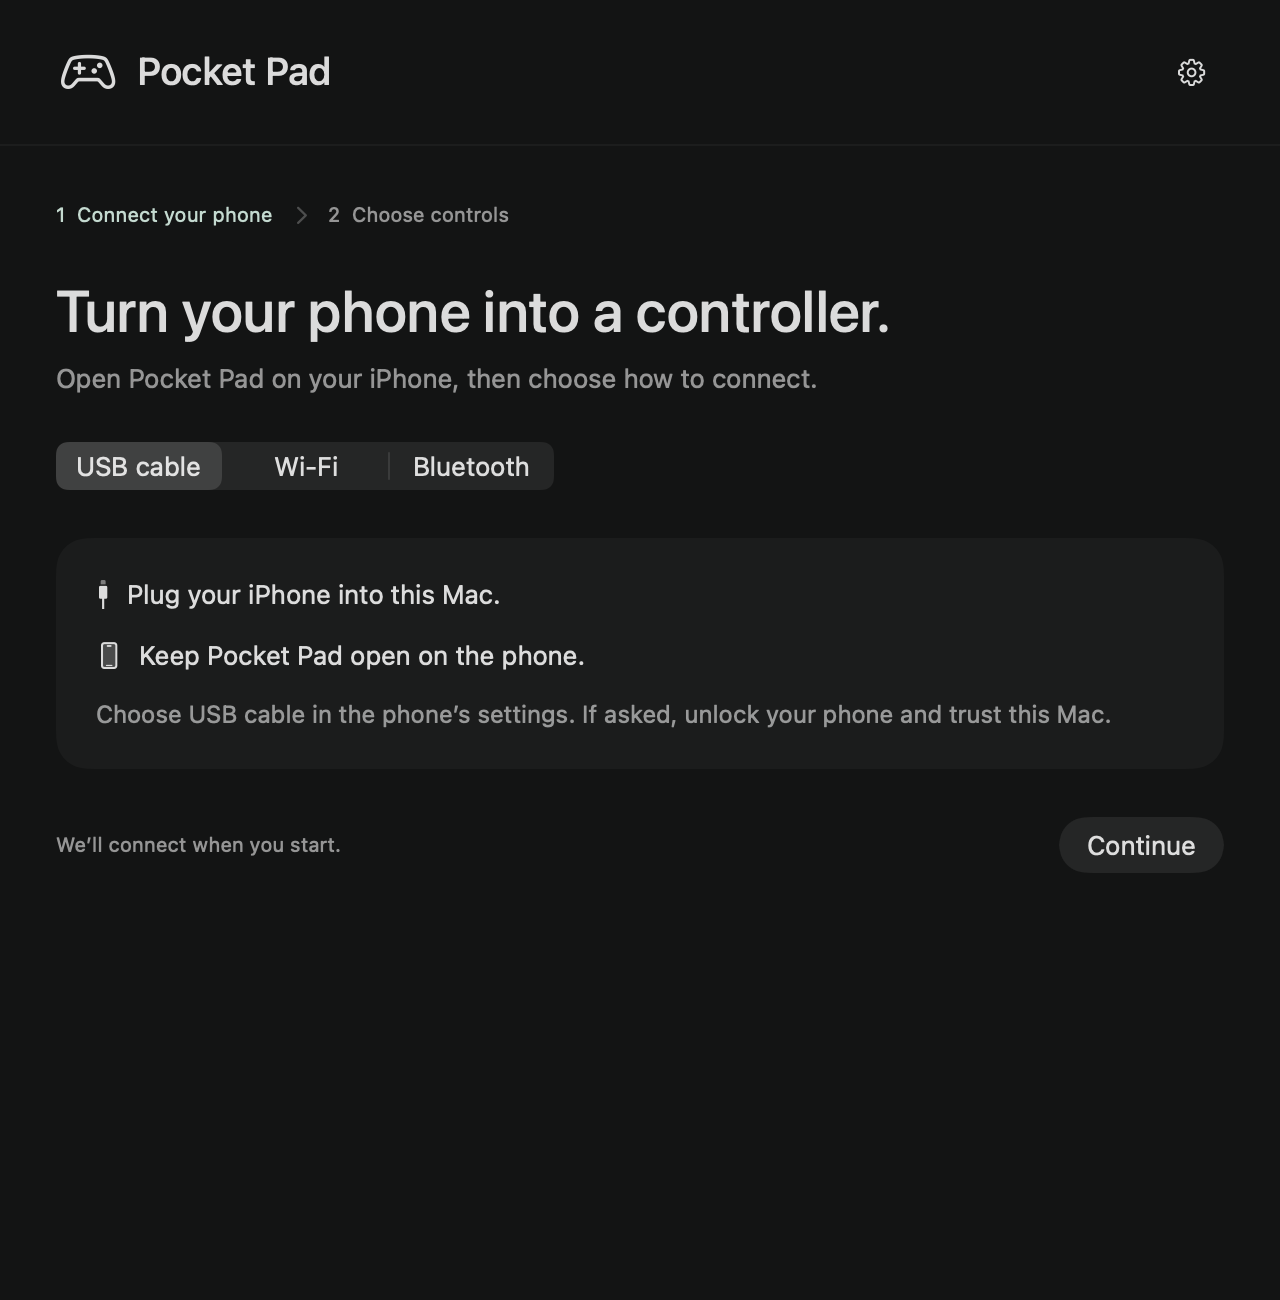 Pocket Pad
1 Connect your phone
2 Choose controls
Turn your phone into a controller.
Open Pocket Pad on your iPhone, then choose how to connect.
USB cable
Wi-Fi
Bluetooth
Plug your iPhone into this Mac.
Keep Pocket Pad open on the phone.
Choose USB cable in the phone’s settings. If asked, unlock your phone and trust this Mac.
We’ll connect when you start.
Continue